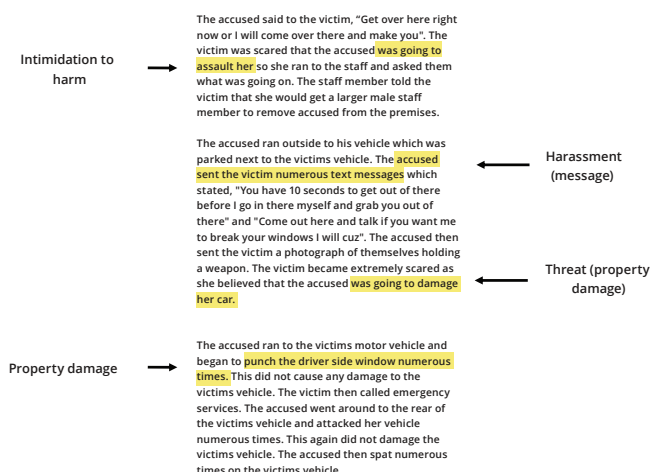 The accused said to the victim, "Get over here right
now or I will come over there and make you". The
victim was scared that the accused was going to
assault her so she ran to the staff and asked them
what was going on. The staff member told the
victim that she would get a larger male staff
member to remove accused from the premises.
Intimidation to
harm
The accused ran outside to his vehicle which was
parked next to the victims vehicle. The accused
sent the victim numerous text messages which
stated, "You have 10 seconds to get out of there
before I go in there myself and grab you out of
there" and "Come out here and talk if you want me
to break your windows I will cuz". The accused then
sent the victim a photograph of themselves holding
a weapon. The victim became extremely scared as
she believed that the accused was going to damage
her car.
Harassment
(message)
Threat (property
damage)
The accused ran to the victims motor vehicle and
began to punch the driver side window numerous
times. This did not cause any damage to the
victims vehicle. The victim then called emergency
services. The accused went around to the rear of
the victims vehicle and attacked her vehicle
numerous times. This again did not damage the
victims vehicle. The accused then spat numerous
times on the victims vehicle.
Property damage